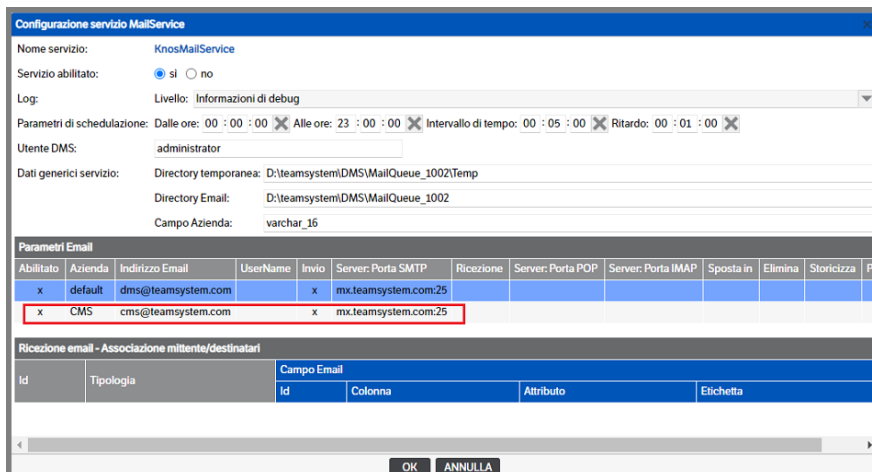 Configurazione servizio MailService
Nome servizio: KnosMailService
Servizio abilitato: si no
Log: Livello: Informazioni di debug
Parametri di schedulazione: Dalle ore: 00 : 00 : 00 Alle ore: 23 : 00 : 00 Intervallo di tempo: 00 : 05 : 00 Ritardo: 00 : 01 : 00
Utente DMS: administrator
Dati generici servizio: Directory temporanea: D:\teamsystem\DMS\MailQueue_1002\Temp
Directory Email: D:\teamsystem\DMS\MailQueue_1002
Campo Azienda: varchar_16
Parametri Email
Abilitato Azienda Indirizzo Email UserName Invio Server: Porta SMTP Ricezione Server: Porta POP Server: Porta IMAP Sposta in Elimina Storicizza P
x default dms@teamsystem.com x mx.teamsystem.com:25
x CMS cms@teamsystem.com x mx.teamsystem.com:25
Ricezione email - Associazione mittente/destinatari
Id Tipologia Campo Email
Id Colonna Attributo Etichetta
OK ANNULLA